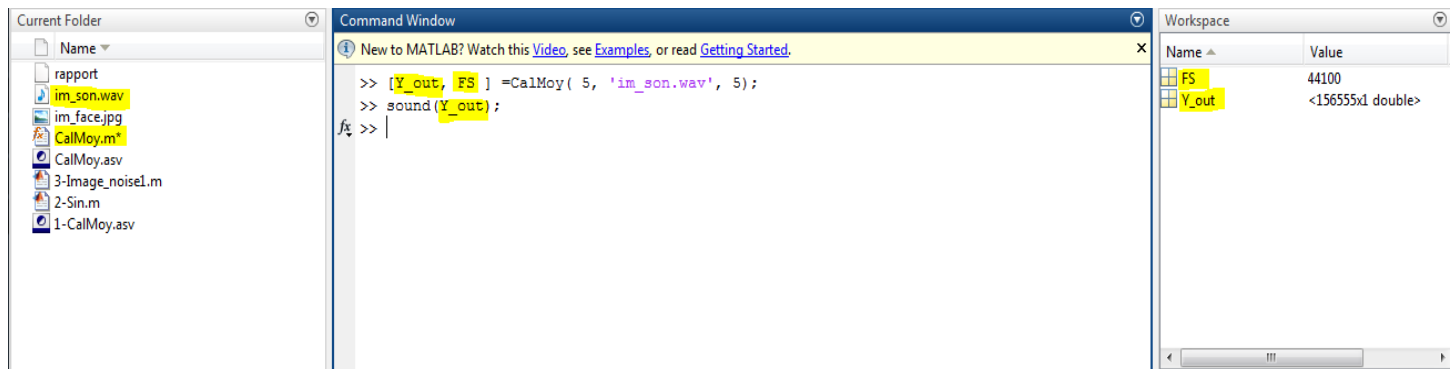 Current Folder
Name
rapport
im_son.wav
im_face.jpg
CalMoy.m*
CalMoy.asv
3-Image_noise1.m
2-Sin.m
1-CalMoy.asv
Command Window
New to MATLAB? Watch this Video, see Examples, or read Getting Started.
>> [Y_out, FS ] =CalMoy( 5, 'im_son.wav', 5);
>> sound(Y_out);
fx >>
Workspace
Name Value
FS 44100
Y_out <156555x1 double>